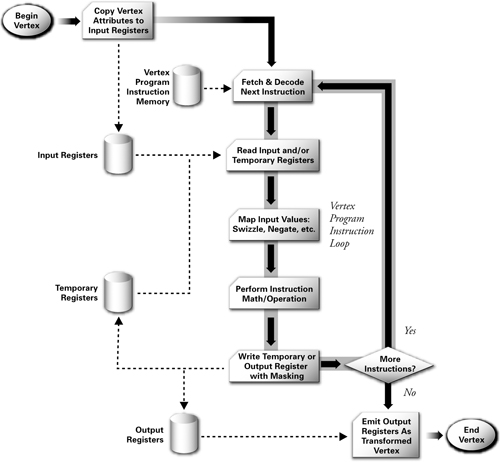 Begin
Vertex
Copy Vertex
Attributes to
Input Registers
Vertex
Program
Instruction
Memory
Fetch & Decode
Next Instruction
Input Registers
Read Input and/or
Temporary Registers
Map Input Values:
Swizzle, Negate, etc.
Vertex
Program
Instruction
Loop
Temporary
Registers
Perform Instruction
Math/Operation
Yes
Write Temporary or
Output Register
with Masking
More
Instructions?
No
Output
Registers
Emit Output
Registers As
Transformed
Vertex
End
Vertex